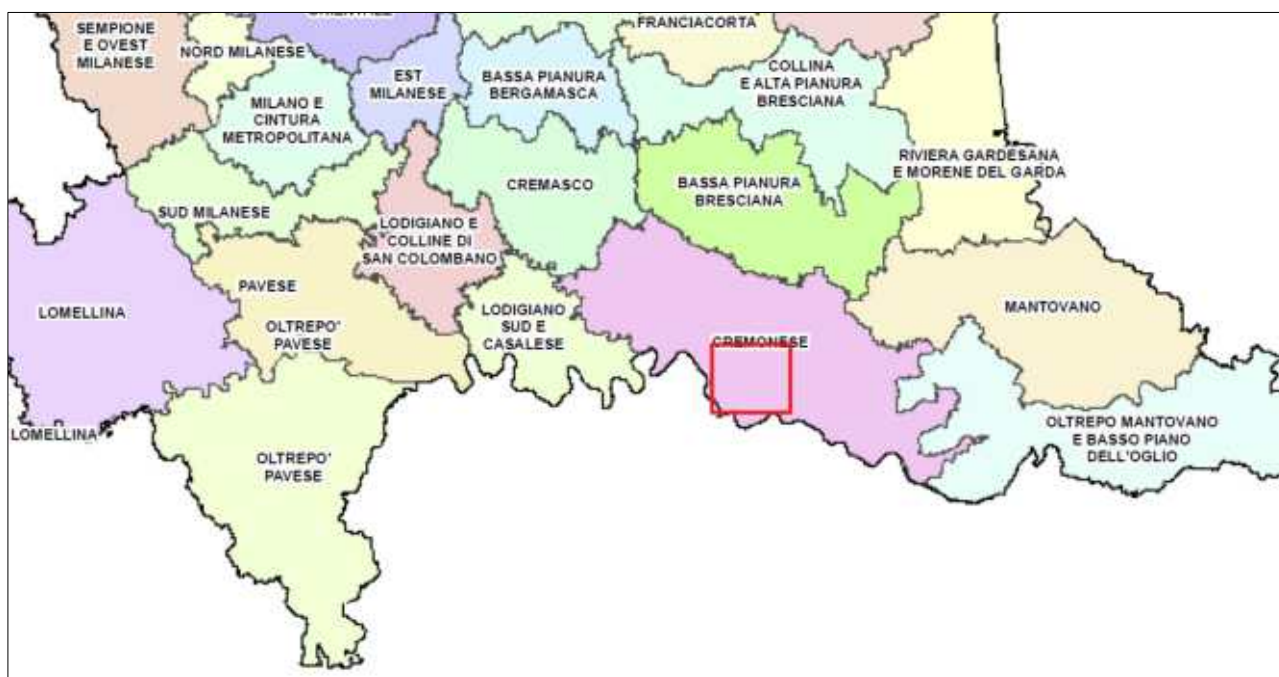 ORIENTALE
FRANCIACORTA
SEMPIONE
E OVEST
MILANESE
NORD MILANESE
EST
MILANESE
BASSA PIANURA
BERGAMASCA
COLLINA
E ALTA PIANURA
BRESCIANA
MILANO E
CINTURA
METROPOLITANA
RIVIERA GARDESANA
E MORENE DEL GARDA
CREMASCO
BASSA PIANURA
BRESCIANA
SUD MILANESE
LODIGIANO E
COLLINE DI
SAN COLOMBANO
PAVESE
LOMELLINA
LODIGIANO
SUD E
CASALESE
MANTOVANO
OLTREPO'
PAVESE
CREMONESE
LOMELLINA
OLTREPO MANTOVANO
E BASSO PIANO
DELL'OGLIO
OLTREPO'
PAVESE